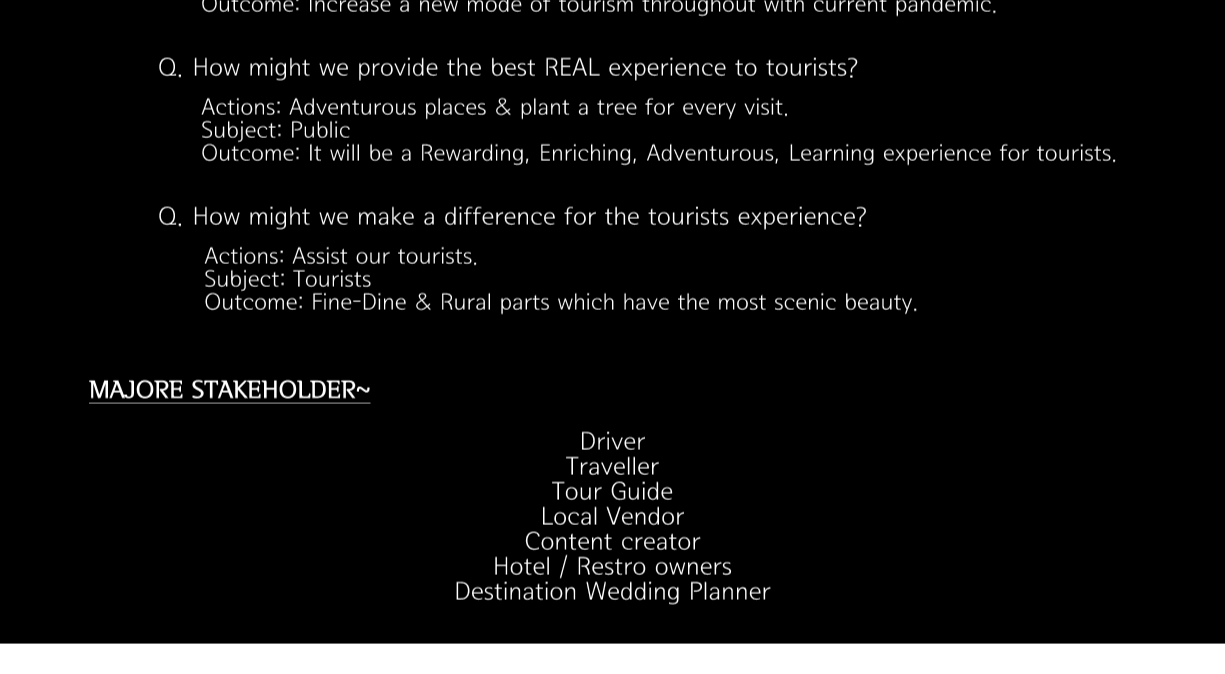 Outcome: Increase a new mode of tourism throughout with current pandemic.
Q. How might we provide the best REAL experience to tourists?
Actions: Adventurous places & plant a tree for every visit.
Subject: Public
Outcome: It will be a Rewarding, Enriching, Adventurous, Learning experience for tourists.
Q. How might we make a difference for the tourists experience?
Actions: Assist our tourists.
Subject: Tourists
Outcome: Fine-Dine & Rural parts which have the most scenic beauty.
MAJORE STAKEHOLDER~
Driver
Traveller
Tour Guide
Local Vendor
Content creator
Hotel / Restro owners
Destination Wedding Planner